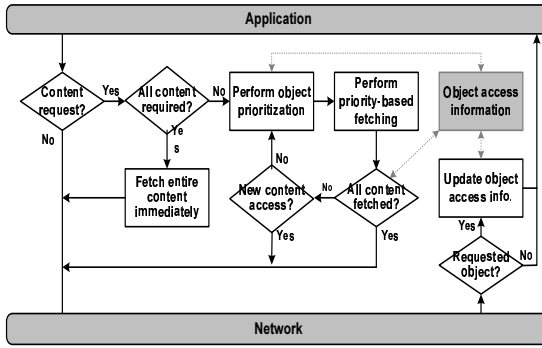 Application
Content
request?
Yes
No
All content
required?
No
Ye
s
Perform object
prioritization
Perform
priority-based
fetching
Object access
information
Fetch entire
content
immediately
No
New content
access?
Yes
No
All content
fetched?
Yes
Update object
access info.
Yes
Requested
object?
No
Network